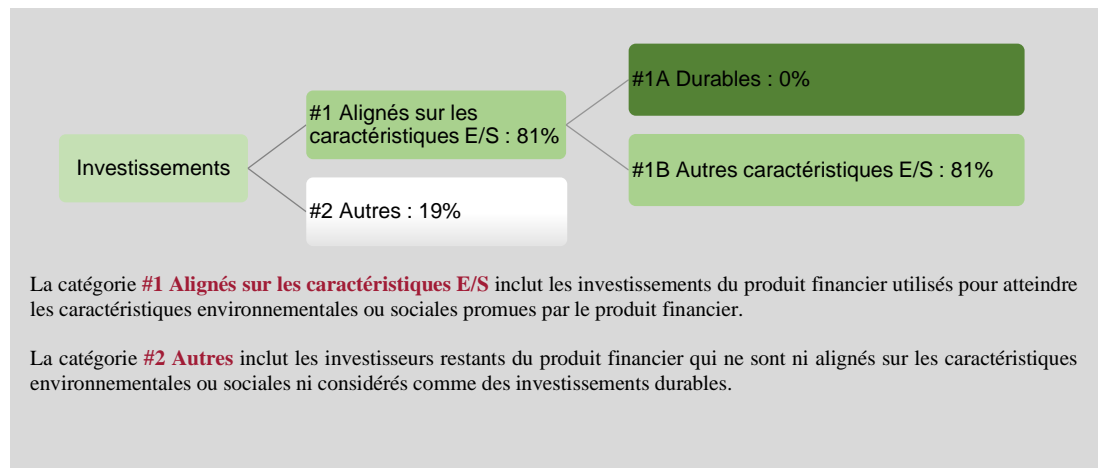 #1A Durables : 0%
#1 Alignés sur les
caractéristiques E/S : 81%
Investissements
#1B Autres caractéristiques E/S : 81%
#2 Autres : 19%
La catégorie #1 Alignés sur les caractéristiques E/S inclut les investissements du produit financier utilisés pour atteindre
les caractéristiques environnementales ou sociales promues par le produit financier.
La catégorie #2 Autres inclut les investisseurs restants du produit financier qui ne sont ni alignés sur les caractéristiques
environnementales ou sociales ni considérés comme des investissements durables.